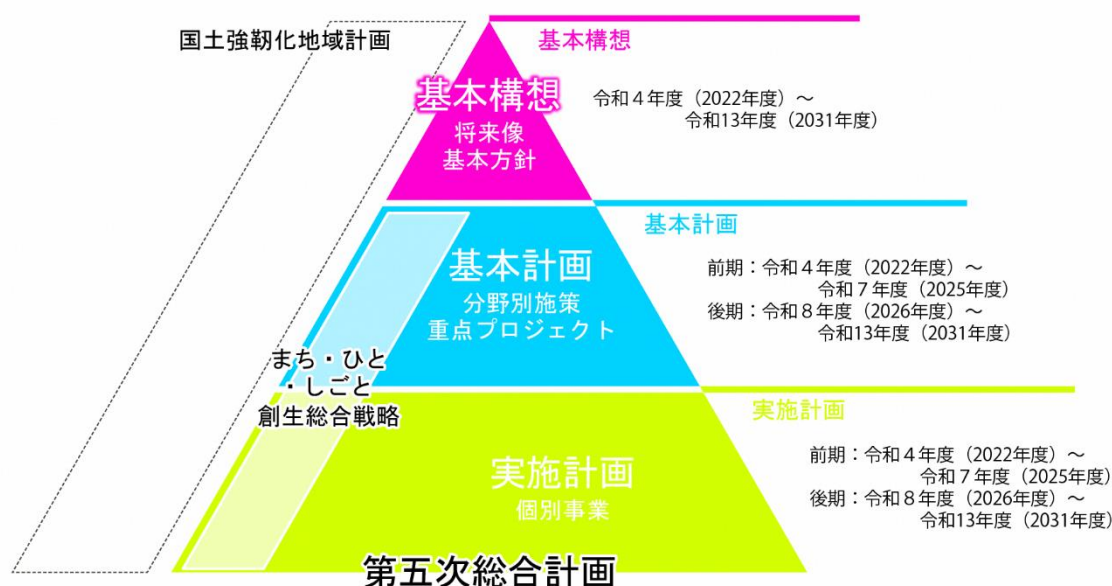 国土強靭化地域計画
基本構想
基本構想
将来像
基本方針
令和４年度（2022年度）～
令和13年度（2031年度）
基本計画
基本計画
分野別施策
重点プロジェクト
前期：令和４年度（2022年度）～
令和７年度（2025年度）
後期：令和８年度（2026年度）～
令和13年度（2031年度）
まち・ひと
・しごと
創生総合戦略
実施計画
実施計画
個別事業
前期：令和４年度（2022年度）～
令和７年度（2025年度）
後期：令和８年度（2026年度）～
令和13年度（2031年度）
第五次総合計画